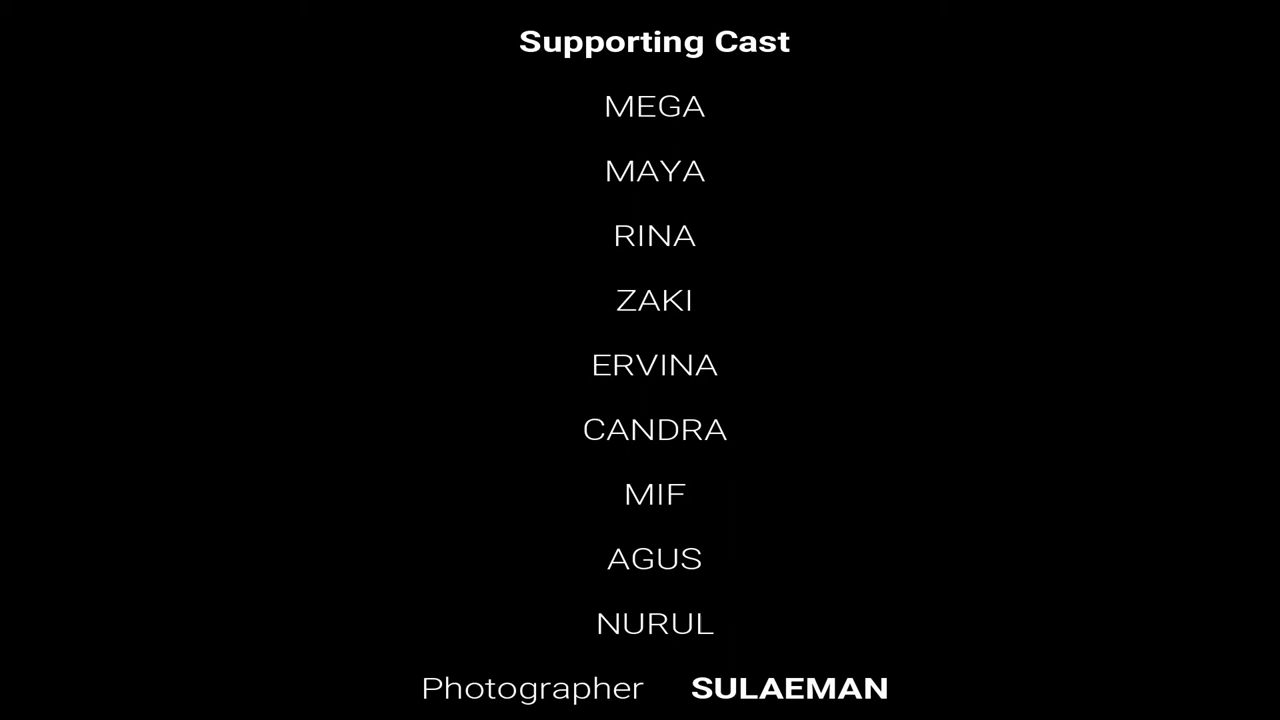 Supporting Cast
MEGA
MAYA
RINA
ZAKI
ERVINA
CANDRA
MIF
AGUS
NURUL
Photographer SULAEMAN